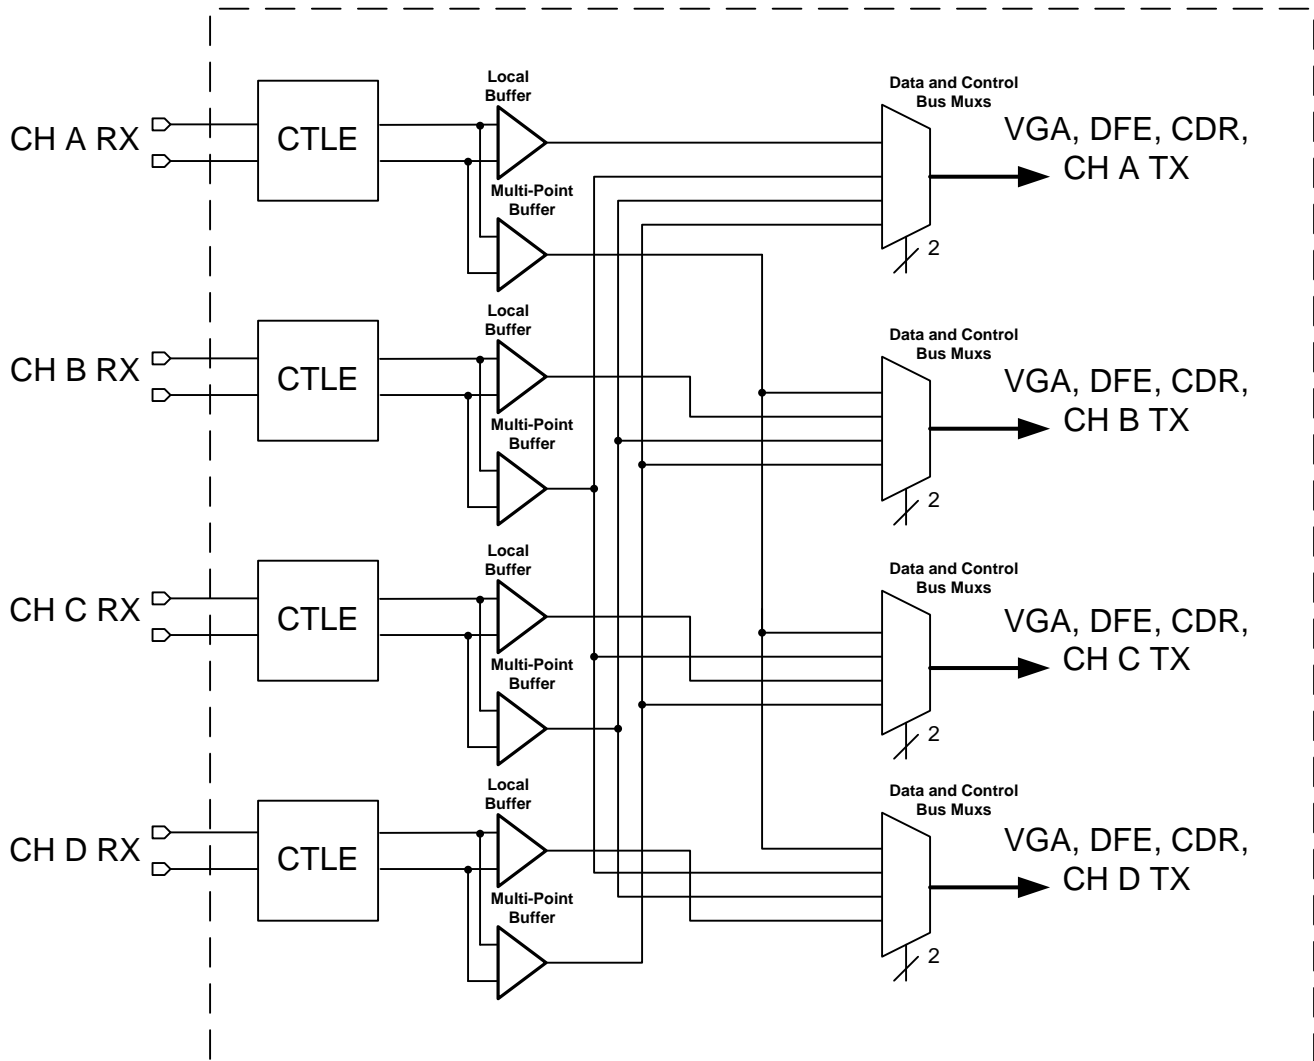 Local
Buffer
Data and Control
Bus Muxs
CH A RX
CTLE
VGA, DFE, CDR,
CH A TX
Multi-Point
Buffer
2
Local
Buffer
Data and Control
Bus Muxs
CH B RX
CTLE
VGA, DFE, CDR,
CH B TX
Multi-Point
Buffer
2
Local
Buffer
Data and Control
Bus Muxs
CH C RX
CTLE
VGA, DFE, CDR,
CH C TX
Multi-Point
Buffer
2
Local
Buffer
Data and Control
Bus Muxs
CH D RX
CTLE
VGA, DFE, CDR,
CH D TX
Multi-Point
Buffer
2